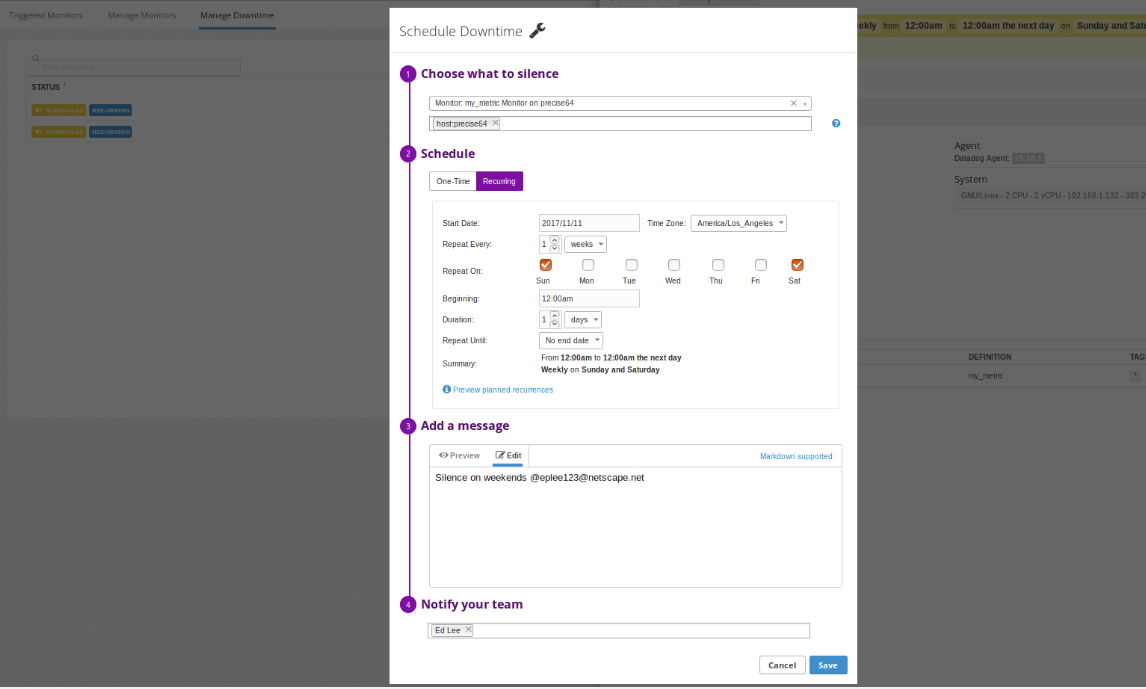 Triggered Monitors Manage Monitors Manage Downtime
Filter downtime
STATUS
SCHEDULED RECURRING
SCHEDULED RECURRING
Schedule Downtime
1 Choose what to silence
Monitor: my_metric Monitor on precise64
host:precise64
2 Schedule
One-Time Recurring
Start Date: 2017/11/11 Time Zone: America/Los_Angeles
Repeat Every: 1 weeks
Repeat On:
Sun Mon Tue Wed Thu Fri Sat
Beginning: 12:00am
Duration: 1 days
Repeat Until: No end date
Summary: From 12:00am to 12:00am the next day
Weekly on Sunday and Saturday
Preview planned recurrences
3 Add a message
Preview Edit Markdown supported
Silence on weekends @eplee123@netscape.net
4 Notify your team
Ed Lee
Cancel Save
ekly from 12:00am to 12:00am the next day on Sunday and Satu
Agent
Datadog Agent: v5.18.1
System
GNU/Linux - 2 CPU - 2 vCPU - 192.168.1.132 - 383.2
DEFINITION TAG
my_metric *